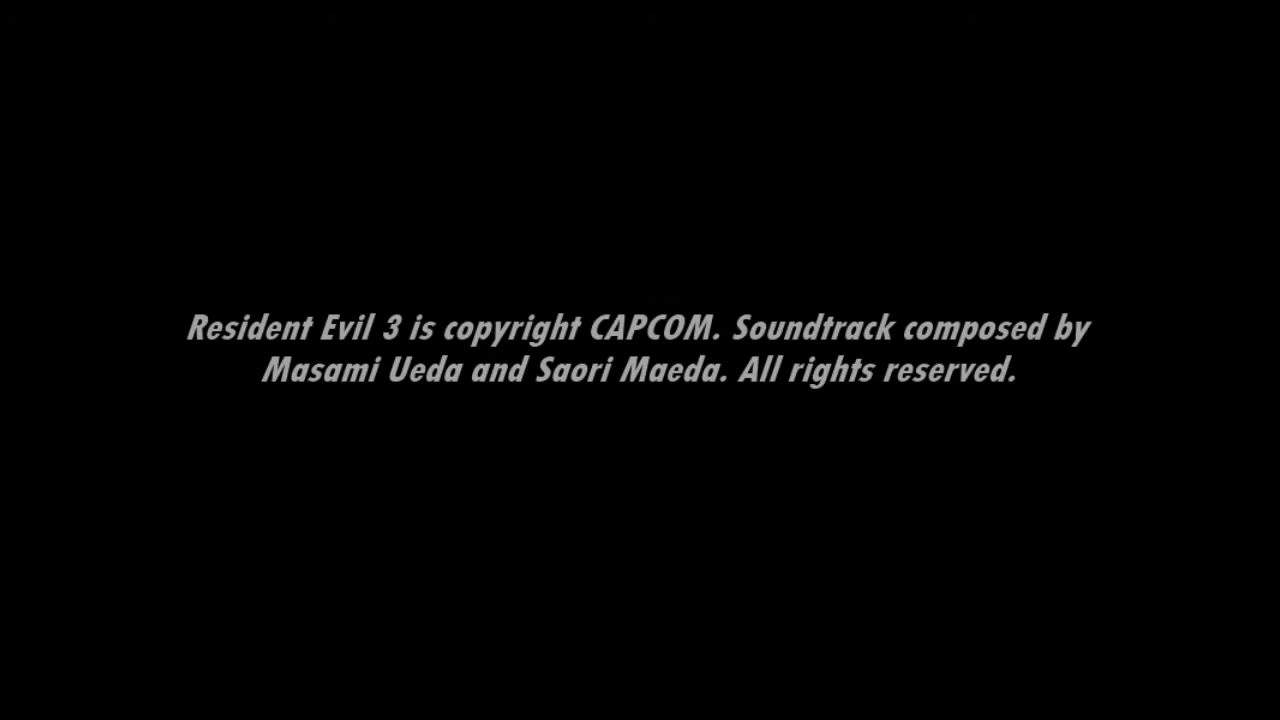 Resident Evil 3 is copyright CAPCOM. Soundtrack composed by
Masami Ueda and Saori Maeda. All rights reserved.